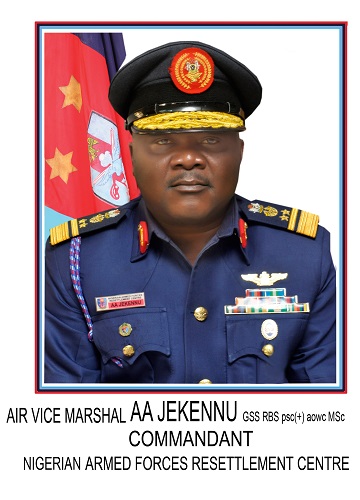 AA JEKENNU
AIR VICE MARSHAL AA JEKENNU GSS RBS psc(+) aowc MSc
COMMANDANT
NIGERIAN ARMED FORCES RESETTLEMENT CENTRE